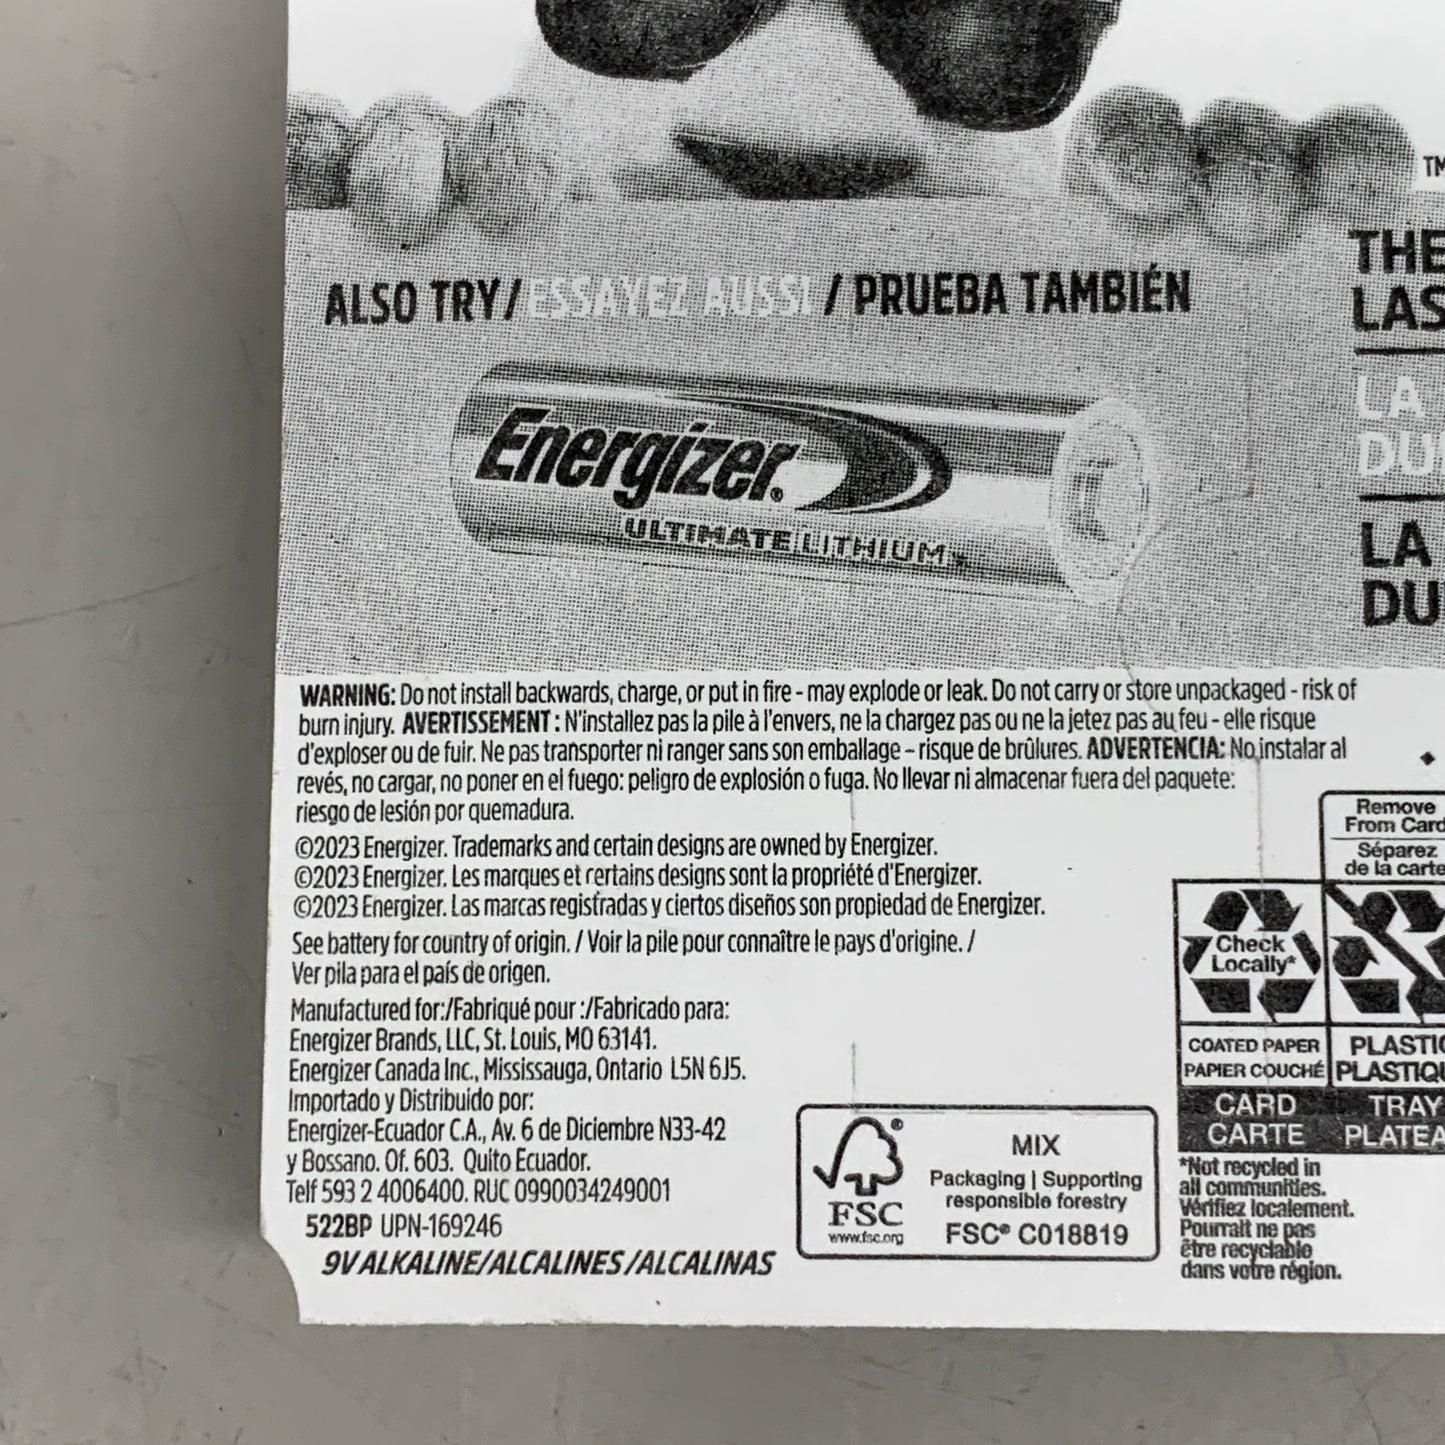 TM
THE
LAS
LA
DU
LA
DU
ALSO TRY / ESSAYEZ AUSSI / PRUEBA TAMBIÉN
Energizer®
ULTIMATE LITHIUM™
WARNING: Do not install backwards, charge, or put in fire - may explode or leak. Do not carry or store unpackaged - risk of
burn injury. AVERTISSEMENT : N'installez pas la pile à l'envers, ne la chargez pas ou ne la jetez pas au feu - elle risque
d'exploser ou de fuir. Ne pas transporter ni ranger sans son emballage – risque de brûlures. ADVERTENCIA: No instalar al
revés, no cargar, no poner en el fuego: peligro de explosión o fuga. No llevar ni almacenar fuera del paquete:
riesgo de lesión por quemadura.
©2023 Energizer. Trademarks and certain designs are owned by Energizer.
©2023 Energizer. Les marques et certains designs sont la propriété d'Energizer.
©2023 Energizer. Las marcas registradas y ciertos diseños son propiedad de Energizer.
See battery for country of origin. / Voir la pile pour connaître le pays d'origine. /
Ver pila para el país de origen.
Manufactured for:/Fabriqué pour :/Fabricado para:
Energizer Brands, LLC, St. Louis, MO 63141.
Energizer Canada Inc., Mississauga, Ontario L5N 6J5.
Importado y Distribuido por:
Energizer-Ecuador C.A., Av. 6 de Diciembre N33-42
y Bossano. Of. 603. Quito Ecuador.
Telf 593 2 4006400. RUC 0990034249001
522BP UPN-169246
9V ALKALINE/ALCALINES/ALCALINAS
FSC®
www.fsc.org
MIX
Packaging | Supporting
responsible forestry
FSC® C018819
Remove
From Card
Séparez
de la carte
Check
Locally*
COATED PAPER
PAPIER COUCHÉ
CARD
CARTE
PLASTIC
PLASTIQU
TRAY
PLATEA
*Not recycled in
all communities.
Vérifiez localement.
Pourrait ne pas
être recyclable
dans votre région.